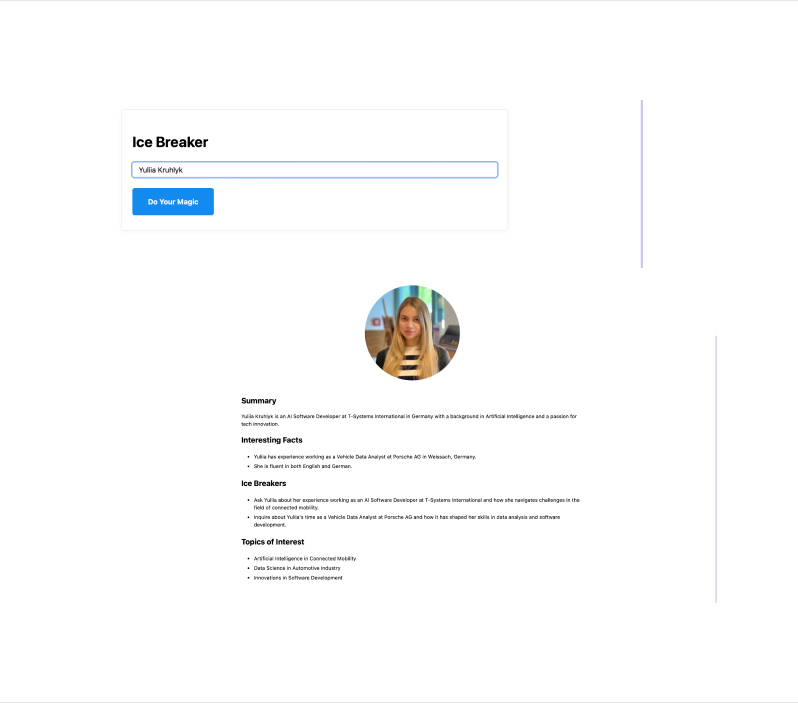 Ice Breaker
Yuliia Kruhlyk
Do Your Magic
Summary
Yuliia Kruhlyk is an AI Software Developer at T-Systems International in Germany with a background in Artificial Intelligence and a passion for
tech innovation.
Interesting Facts
• Yuliia has experience working as a Vehicle Data Analyst at Porsche AG in Weissach, Germany.
• She is fluent in both English and German.
Ice Breakers
• Ask Yuliia about her experience working as an AI Software Developer at T-Systems International and how she navigates challenges in the
field of connected mobility.
• Inquire about Yuliia's time as a Vehicle Data Analyst at Porsche AG and how it has shaped her skills in data analysis and software
development.
Topics of Interest
• Artificial Intelligence in Connected Mobility
• Data Science in Automotive Industry
• Innovations in Software Development